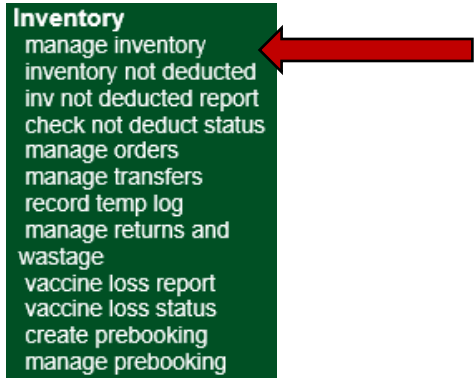 Inventory
manage inventory
inventory not deducted
inv not deducted report
check not deduct status
manage orders
manage transfers
record temp log
manage returns and
wastage
vaccine loss report
vaccine loss status
create prebooking
manage prebooking